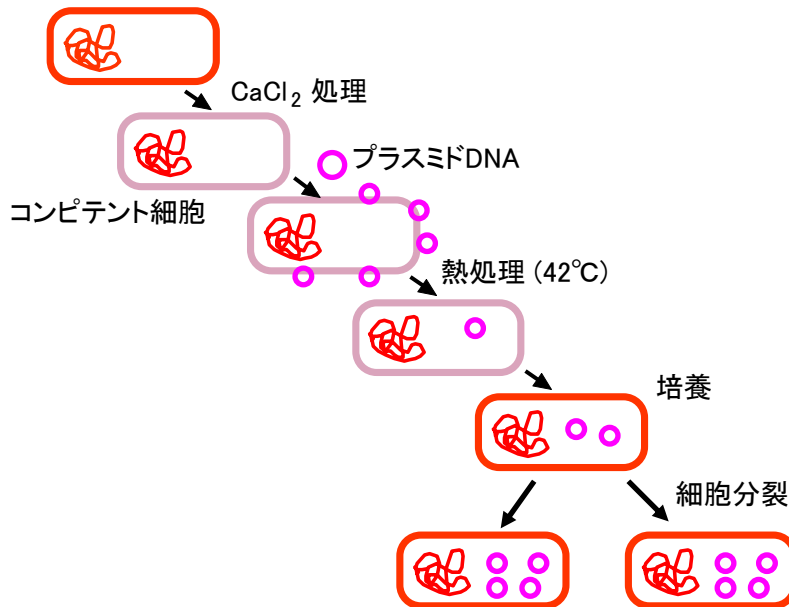 CaCl₂ 処理
プラスミドDNA
コンピテント細胞
熱処理 (42℃)
培養
細胞分裂